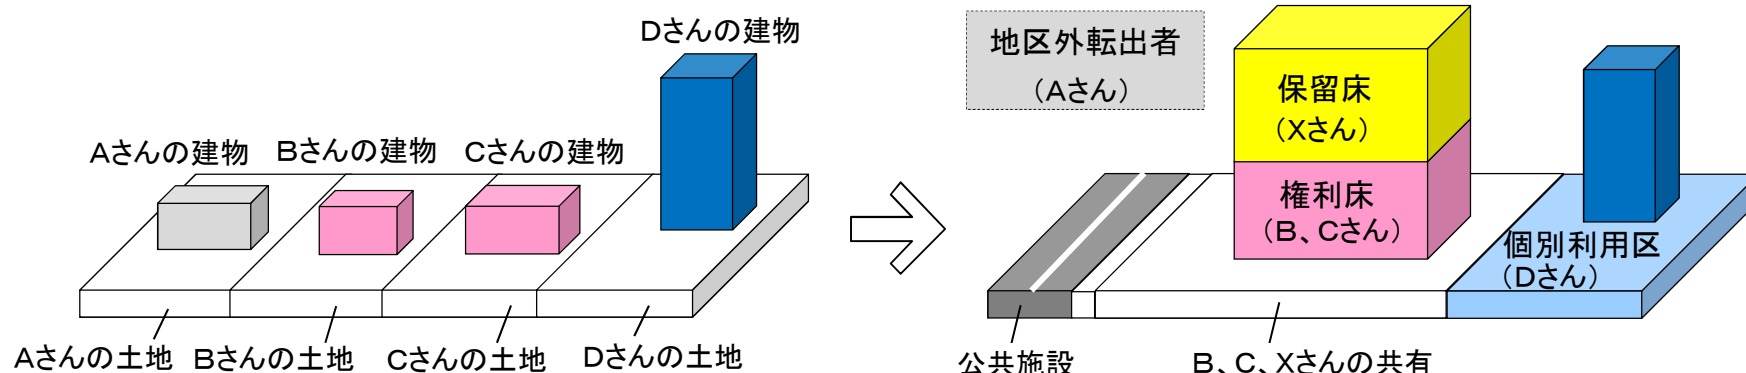 Dさんの建物
Aさんの建物
Bさんの建物
Cさんの建物
Aさんの土地
Bさんの土地
Cさんの土地
Dさんの土地
地区外転出者
（Aさん）
保留床
（Xさん）
権利床
（B、Cさん）
個別利用区
（Dさん）
公共施設
B、C、Xさんの共有